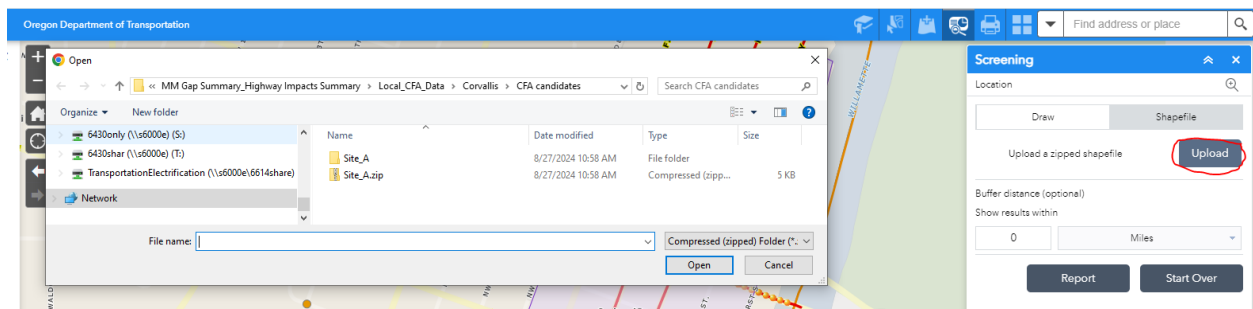 Oregon Department of Transportation
Find address or place
Open
« MM Gap Summary_Highway Impacts Summary > Local_CFA_Data > Corvallis > CFA candidates
Search CFA candidates
Organize
New folder
6430only (\\s6000e) (S:)
6430shar (\\s6000e) (T:)
TransportationElectrification (\\s6000e\6614share)
Network
Name Date modified Type Size
Site_A 8/27/2024 10:58 AM File folder
Site_A.zip 8/27/2024 10:58 AM Compressed (zipp... 5 KB
File name:
Compressed (zipped) Folder (*..
Open
Cancel
WILLAMETTE
NW
NW
ST.
Screening
Location
Draw
Shapefile
Upload a zipped shapefile
Upload
Buffer distance (optional)
Show results within
0
Miles
Report
Start Over